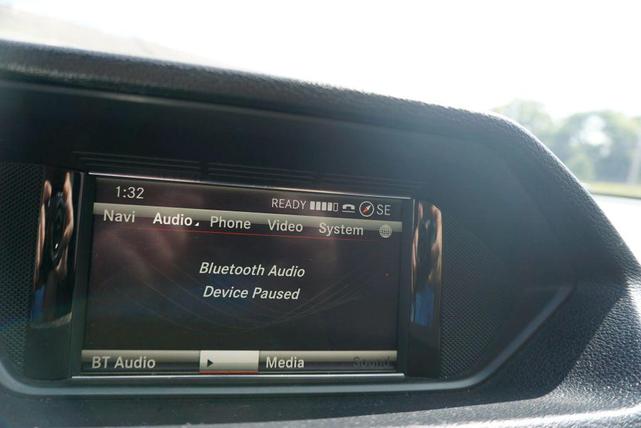 1:32 READY SE
Navi Audio Phone Video System
Bluetooth Audio
Device Paused
BT Audio Media Sound